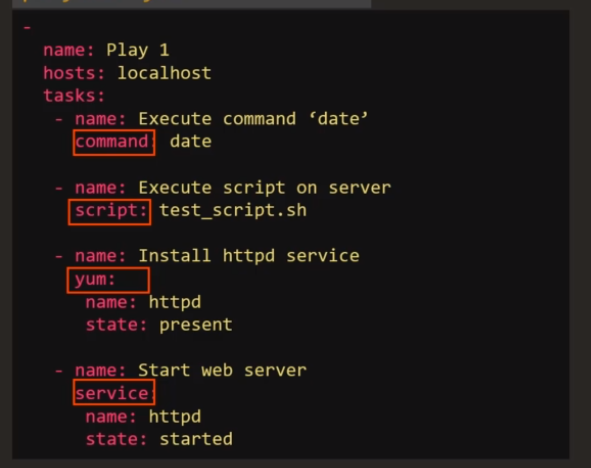 -
name: Play 1
hosts: localhost
tasks:
- name: Execute command ‘date’
command: date
- name: Execute script on server
script: test_script.sh
- name: Install httpd service
yum:
name: httpd
state: present
- name: Start web server
service:
name: httpd
state: started